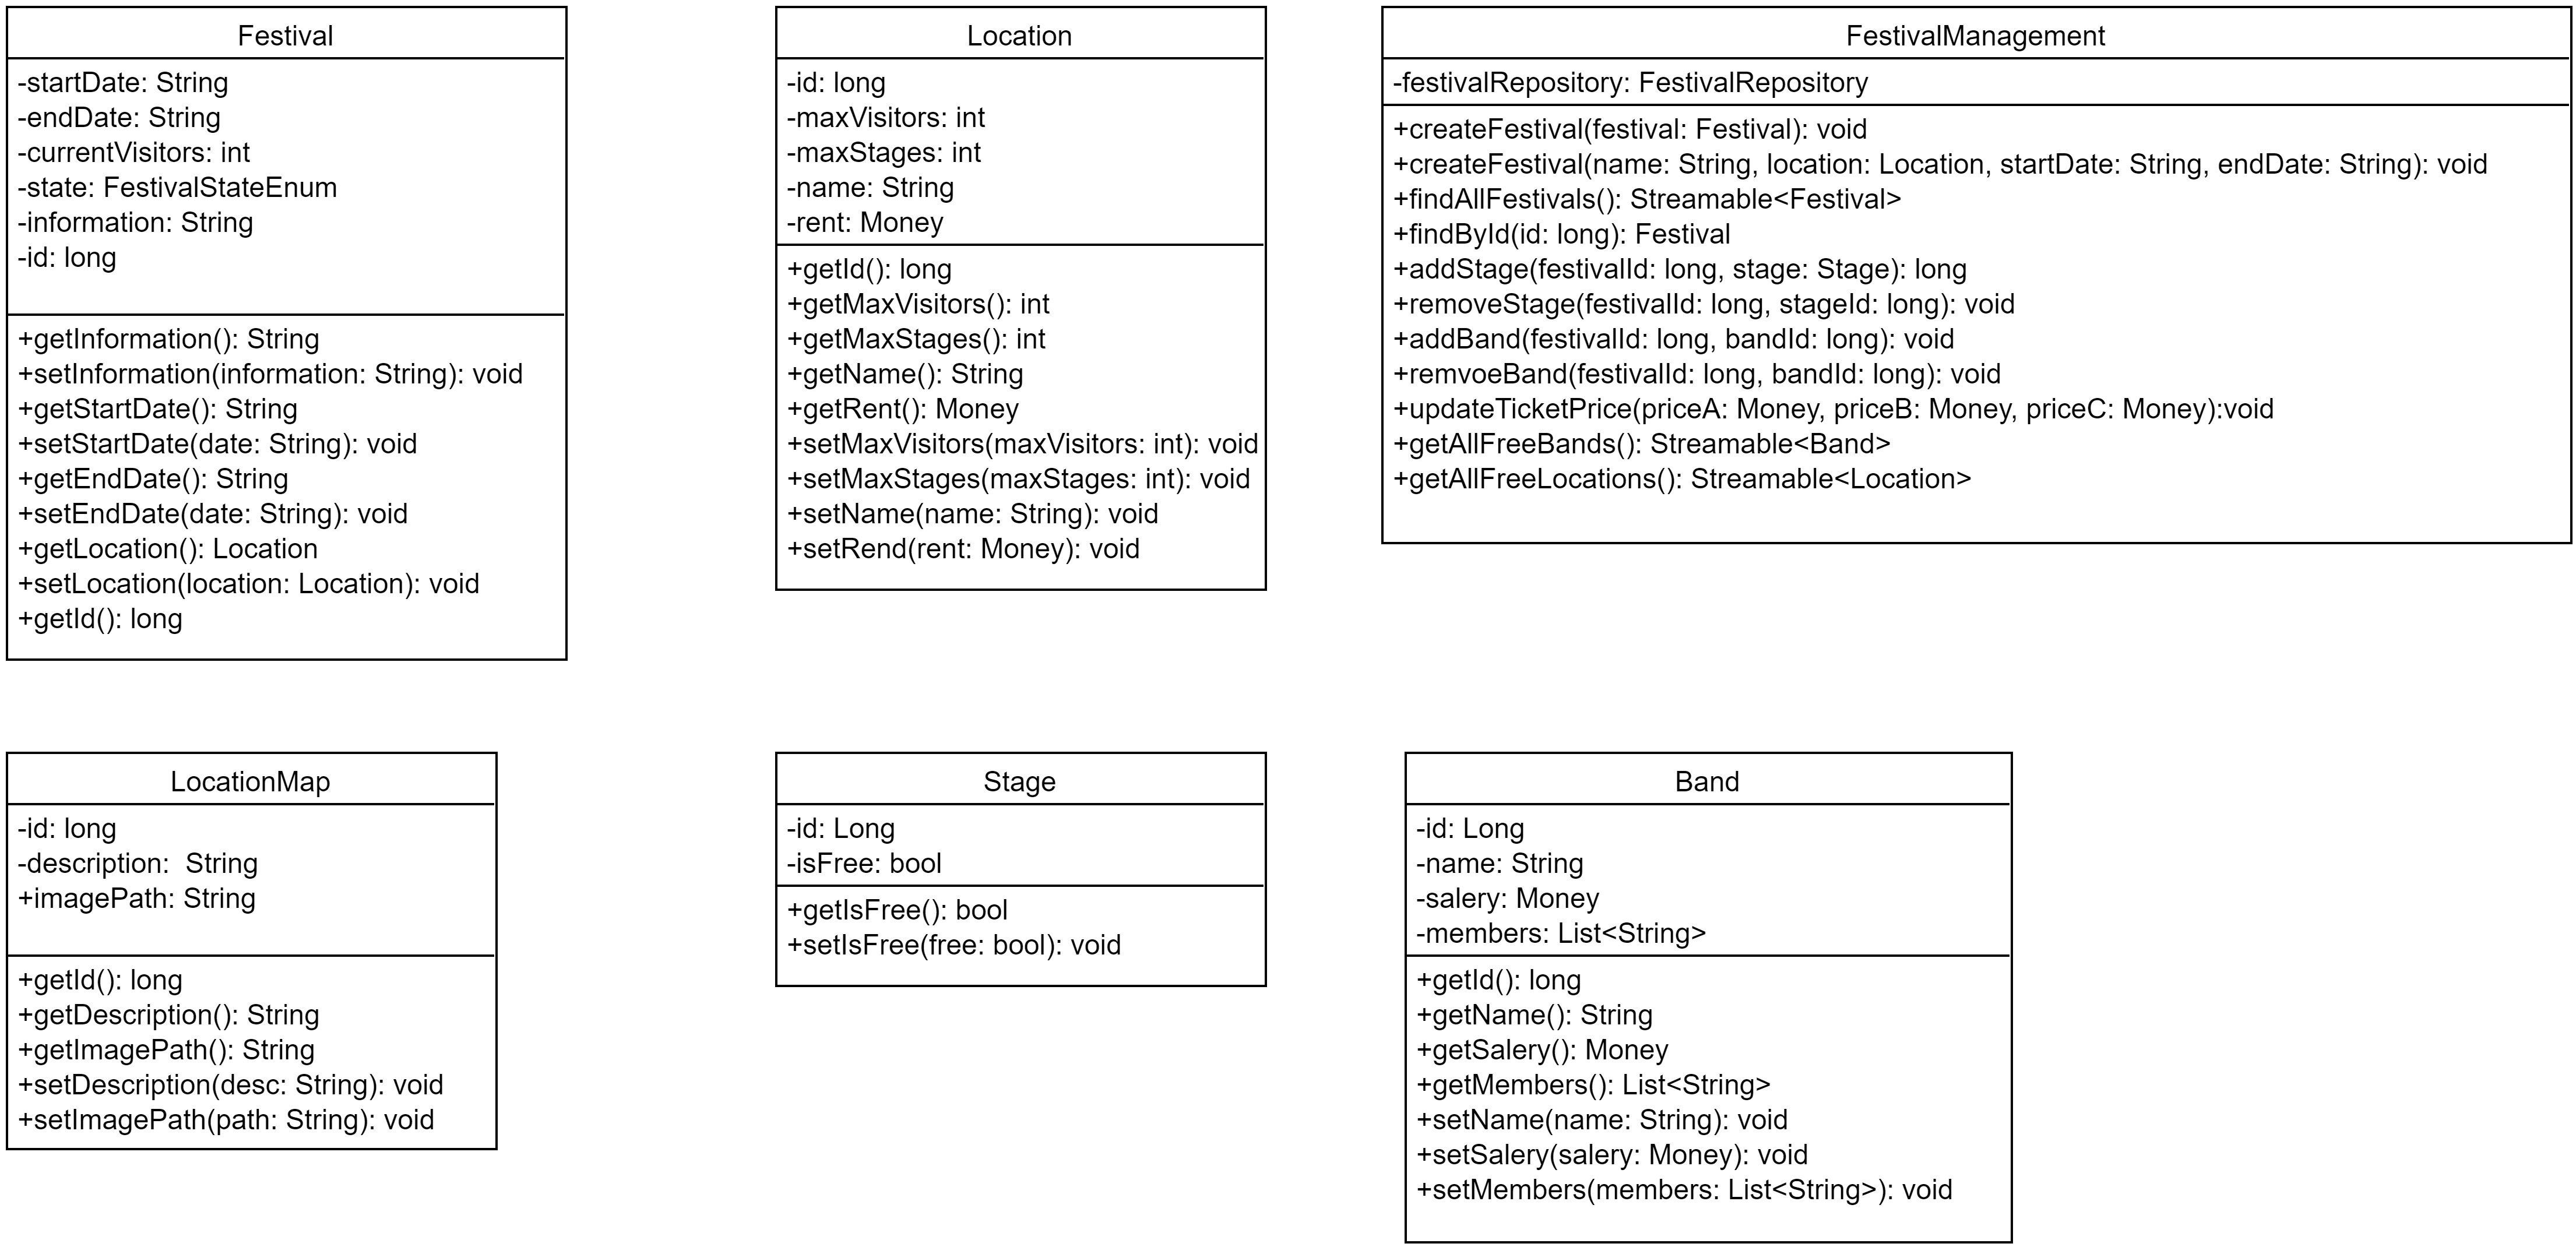 Festival
-startDate: String
-endDate: String
-currentVisitors: int
-state: FestivalStateEnum
-information: String
-id: long
+getInformation(): String
+setInformation(information: String): void
+getStartDate(): String
+setStartDate(date: String): void
+getEndDate(): String
+setEndDate(date: String): void
+getLocation(): Location
+setLocation(location: Location): void
+getId(): long
Location
-id: long
-maxVisitors: int
-maxStages: int
-name: String
-rent: Money
+getId(): long
+getMaxVisitors(): int
+getMaxStages(): int
+getName(): String
+getRent(): Money
+setMaxVisitors(maxVisitors: int): void
+setMaxStages(maxStages: int): void
+setName(name: String): void
+setRend(rent: Money): void
FestivalManagement
-festivalRepository: FestivalRepository
+createFestival(festival: Festival): void
+createFestival(name: String, location: Location, startDate: String, endDate: String): void
+findAllFestivals(): Streamable<Festival>
+findById(id: long): Festival
+addStage(festivalId: long, stage: Stage): long
+removeStage(festivalId: long, stageId: long): void
+addBand(festivalId: long, bandId: long): void
+remvoeBand(festivalId: long, bandId: long): void
+updateTicketPrice(priceA: Money, priceB: Money, priceC: Money):void
+getAllFreeBands(): Streamable<Band>
+getAllFreeLocations(): Streamable<Location>
LocationMap
-id: long
-description:  String
+imagePath: String
+getId(): long
+getDescription(): String
+getImagePath(): String
+setDescription(desc: String): void
+setImagePath(path: String): void
Stage
-id: Long
-isFree: bool
+getIsFree(): bool
+setIsFree(free: bool): void
Band
-id: Long
-name: String
-salery: Money
-members: List<String>
+getId(): long
+getName(): String
+getSalery(): Money
+getMembers(): List<String>
+setName(name: String): void
+setSalery(salery: Money): void
+setMembers(members: List<String>): void